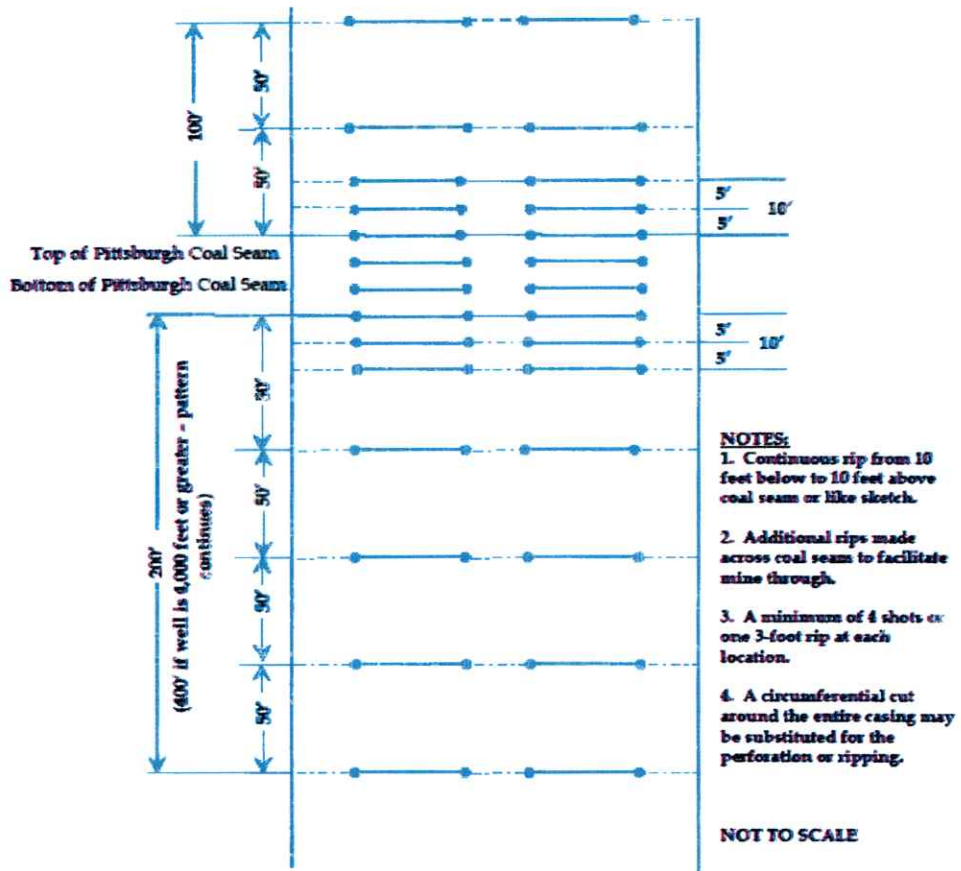 100'
50'
50'
5'
10'
5'
Top of Pittsburgh Coal Seam
Bottom of Pittsburgh Coal Seam
5'
10'
5'
200'
(400' if well is 4,000 feet or greater - pattern
continues)
50'
50'
50'
50'
NOTES:
1. Continuous rip from 10
feet below to 10 feet above
coal seam or like sketch.
2. Additional rips made
across coal seam to facilitate
mine through.
3. A minimum of 4 shots or
one 3-foot rip at each
location.
4. A circumferential cut
around the entire casing may
be substituted for the
perforation or ripping.
NOT TO SCALE